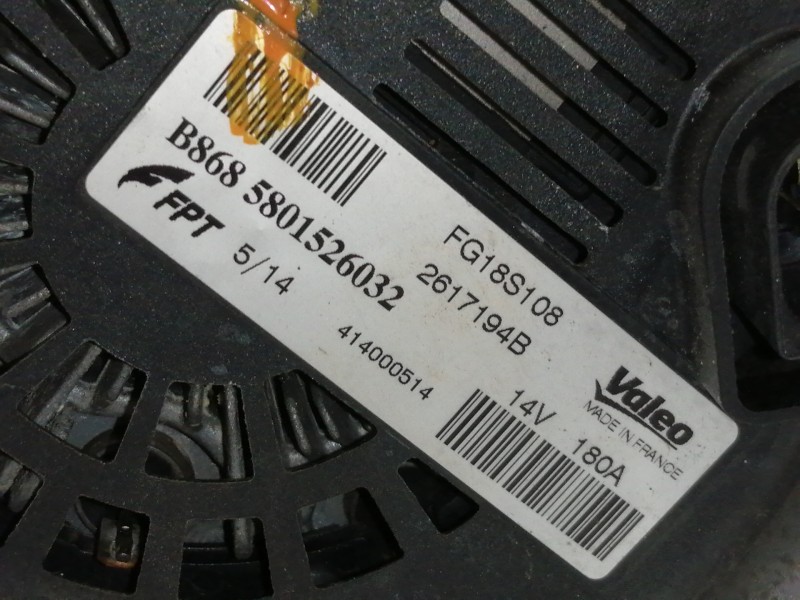 B868 5801526032
FPT
5/14
414000514
FG18S108
2617194B
14V 180A
Valeo
MADE IN FRANCE